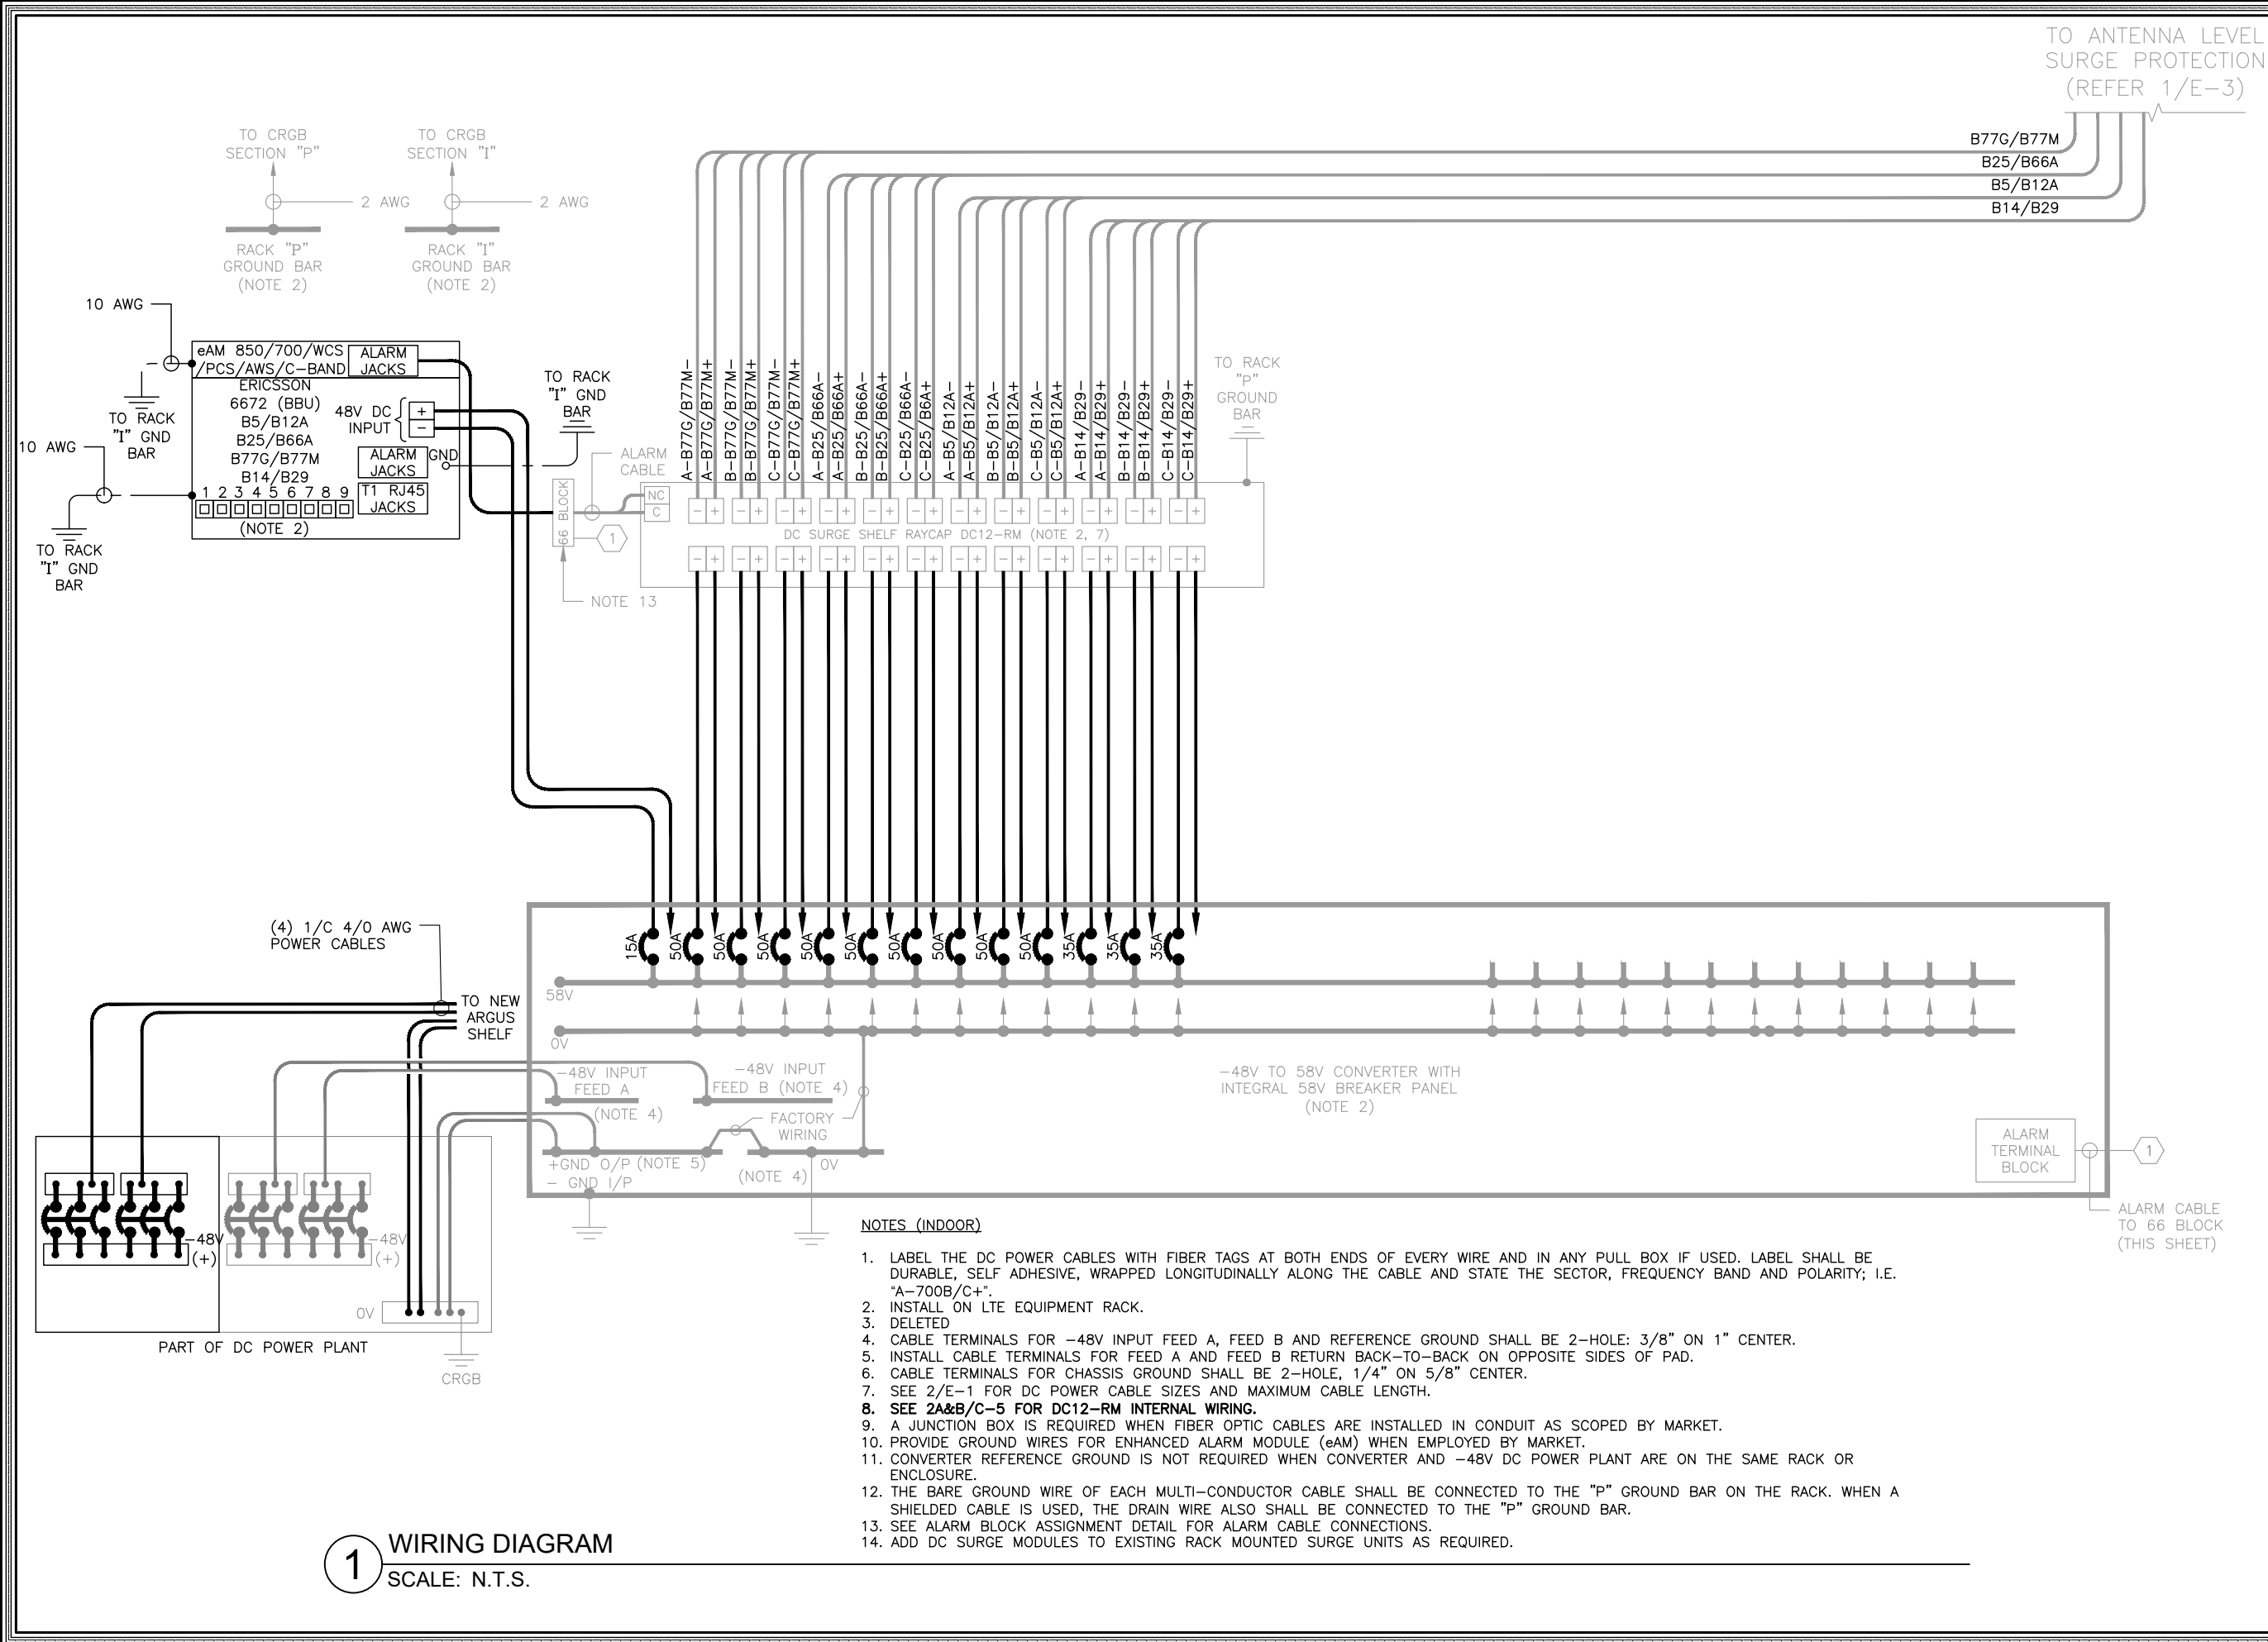 TO ANTENNA LEVEL
SURGE PROTECTION
(REFER 1/E-3)
B77G/B77M
B25/B66A
B5/B12A
B14/B29
TO CRGB
SECTION "P"
2 AWG
RACK "P"
GROUND BAR
(NOTE 2)
TO CRGB
SECTION "I"
2 AWG
RACK "I"
GROUND BAR
(NOTE 2)
10 AWG
TO RACK
"I" GND
BAR
10 AWG
TO RACK
"I" GND
BAR
eAM 850/700/WCS
/PCS/AWS/C-BAND
ALARM
JACKS
ERICSSON
6672 (BBU)
B5/B12A
B25/B66A
B77G/B77M
B14/B29
48V DC
INPUT
+
-
ALARM
JACKS
GND
T1 RJ45
JACKS
1 2 3 4 5 6 7 8 9
(NOTE 2)
TO RACK
"I" GND
BAR
ALARM
CABLE
66 BLOCK
1
NOTE 13
NC
C
A-B77G/B77M-
A-B77G/B77M+
B-B77G/B77M-
B-B77G/B77M+
C-B77G/B77M-
C-B77G/B77M+
A-B25/B66A-
A-B25/B66A+
B-B25/B66A-
B-B25/B66A+
C-B25/B66A-
C-B25/B6A+
A-B5/B12A-
A-B5/B12A+
B-B5/B12A-
B-B5/B12A+
C-B5/B12A-
C-B5/B12A+
A-B14/B29-
A-B14/B29+
B-B14/B29-
B-B14/B29+
C-B14/B29-
C-B14/B29+
TO RACK
"P"
GROUND
BAR
- + - + - + - + - + - + - + - + - + - + - + - +
DC SURGE SHELF RAYCAP DC12-RM (NOTE 2, 7)
- + - + - + - + - + - + - + - + - + - + - + - +
15A
50A
50A
50A
50A
50A
50A
50A
50A
50A
35A
35A
35A
58V
0V
(4) 1/C 4/0 AWG
POWER CABLES
TO NEW
ARGUS
SHELF
-48V INPUT
FEED A
(NOTE 4)
-48V INPUT
FEED B (NOTE 4)
FACTORY
WIRING
+GND O/P (NOTE 5)
- GND I/P
(NOTE 4)
0V
-48V TO 58V CONVERTER WITH
INTEGRAL 58V BREAKER PANEL
(NOTE 2)
ALARM
TERMINAL
BLOCK
1
ALARM CABLE
TO 66 BLOCK
(THIS SHEET)
-48V
(+)
-48V
(+)
0V
PART OF DC POWER PLANT
CRGB
NOTES (INDOOR)
1. LABEL THE DC POWER CABLES WITH FIBER TAGS AT BOTH ENDS OF EVERY WIRE AND IN ANY PULL BOX IF USED. LABEL SHALL BE
DURABLE, SELF ADHESIVE, WRAPPED LONGITUDINALLY ALONG THE CABLE AND STATE THE SECTOR, FREQUENCY BAND AND POLARITY; I.E.
"A-700B/C+".
2. INSTALL ON LTE EQUIPMENT RACK.
3. DELETED
4. CABLE TERMINALS FOR -48V INPUT FEED A, FEED B AND REFERENCE GROUND SHALL BE 2-HOLE: 3/8" ON 1" CENTER.
5. INSTALL CABLE TERMINALS FOR FEED A AND FEED B RETURN BACK-TO-BACK ON OPPOSITE SIDES OF PAD.
6. CABLE TERMINALS FOR CHASSIS GROUND SHALL BE 2-HOLE, 1/4" ON 5/8" CENTER.
7. SEE 2/E-1 FOR DC POWER CABLE SIZES AND MAXIMUM CABLE LENGTH.
8. SEE 2A&B/C-5 FOR DC12-RM INTERNAL WIRING.
9. A JUNCTION BOX IS REQUIRED WHEN FIBER OPTIC CABLES ARE INSTALLED IN CONDUIT AS SCOPED BY MARKET.
10. PROVIDE GROUND WIRES FOR ENHANCED ALARM MODULE (eAM) WHEN EMPLOYED BY MARKET.
11. CONVERTER REFERENCE GROUND IS NOT REQUIRED WHEN CONVERTER AND -48V DC POWER PLANT ARE ON THE SAME RACK OR
ENCLOSURE.
12. THE BARE GROUND WIRE OF EACH MULTI-CONDUCTOR CABLE SHALL BE CONNECTED TO THE "P" GROUND BAR ON THE RACK. WHEN A
SHIELDED CABLE IS USED, THE DRAIN WIRE ALSO SHALL BE CONNECTED TO THE "P" GROUND BAR.
13. SEE ALARM BLOCK ASSIGNMENT DETAIL FOR ALARM CABLE CONNECTIONS.
14. ADD DC SURGE MODULES TO EXISTING RACK MOUNTED SURGE UNITS AS REQUIRED.
1
WIRING DIAGRAM
SCALE: N.T.S.